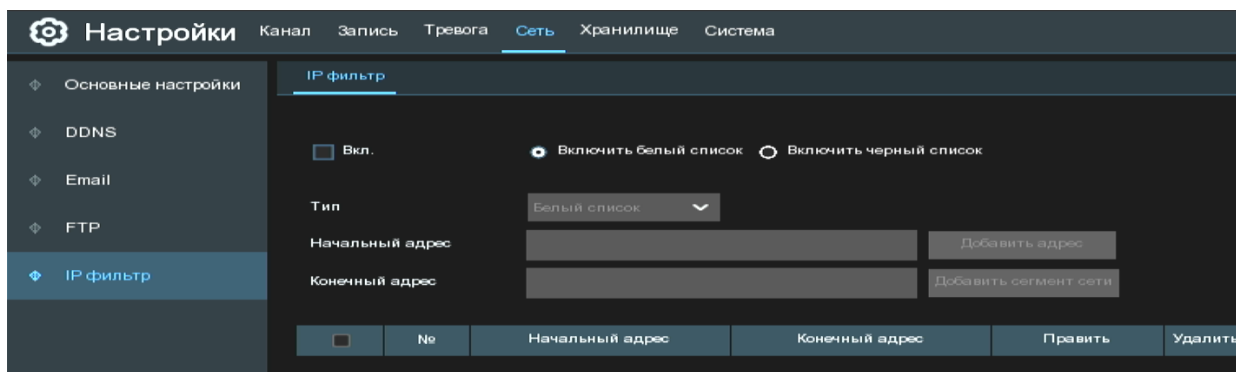 Настройки Канал Запись Тревога Сеть Хранилище Система
Основные настройки
DDNS
Email
FTP
IP фильтр
IP фильтр
Вкл. Включить белый список Включить черный список
Тип Белый список
Начальный адрес Добавить адрес
Конечный адрес Добавить сегмент сети
№ Начальный адрес Конечный адрес Править Удалить